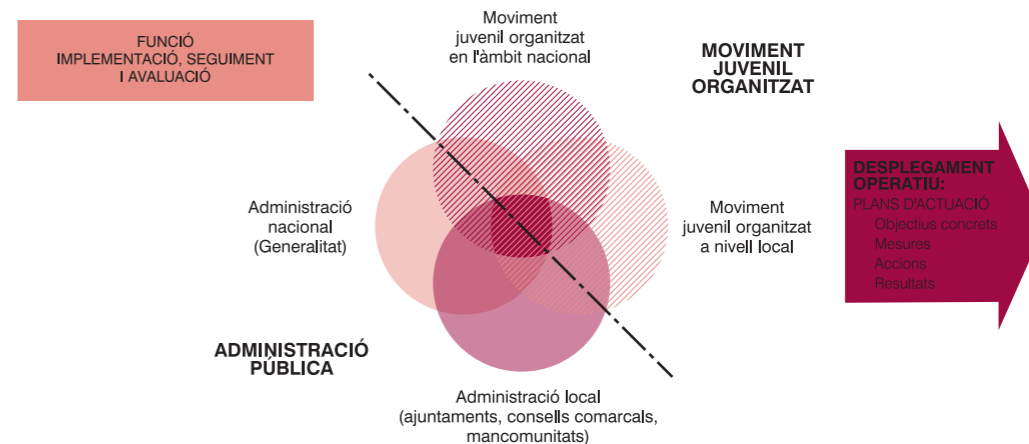 FUNCIÓ
IMPLEMENTACIÓ, SEGUIMENT
I AVALUACIÓ
Moviment
juvenil organitzat
en l'àmbit nacional
MOVIMENT
JUVENIL
ORGANITZAT
Administració
nacional
(Generalitat)
Moviment
juvenil organitzat
a nivell local
DESPLEGAMENT
OPERATIU:
PLANS D'ACTUACIÓ
Objectius concrets
Mesures
Accions
Resultats
ADMINISTRACIÓ
PÚBLICA
Administració local
(ajuntaments, consells comarcals,
mancomunitats)